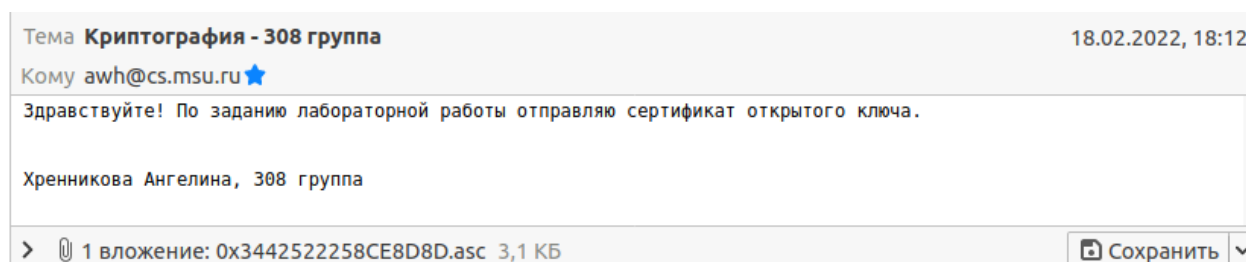 Тема Криптография - 308 группа 18.02.2022, 18:12
Кому awh@cs.msu.ru
Здравствуйте! По заданию лабораторной работы отправляю сертификат открытого ключа.
Хренникова Ангелина, 308 группа
1 вложение: 0x3442522258CE8D8D.asc 3,1 КБ Сохранить